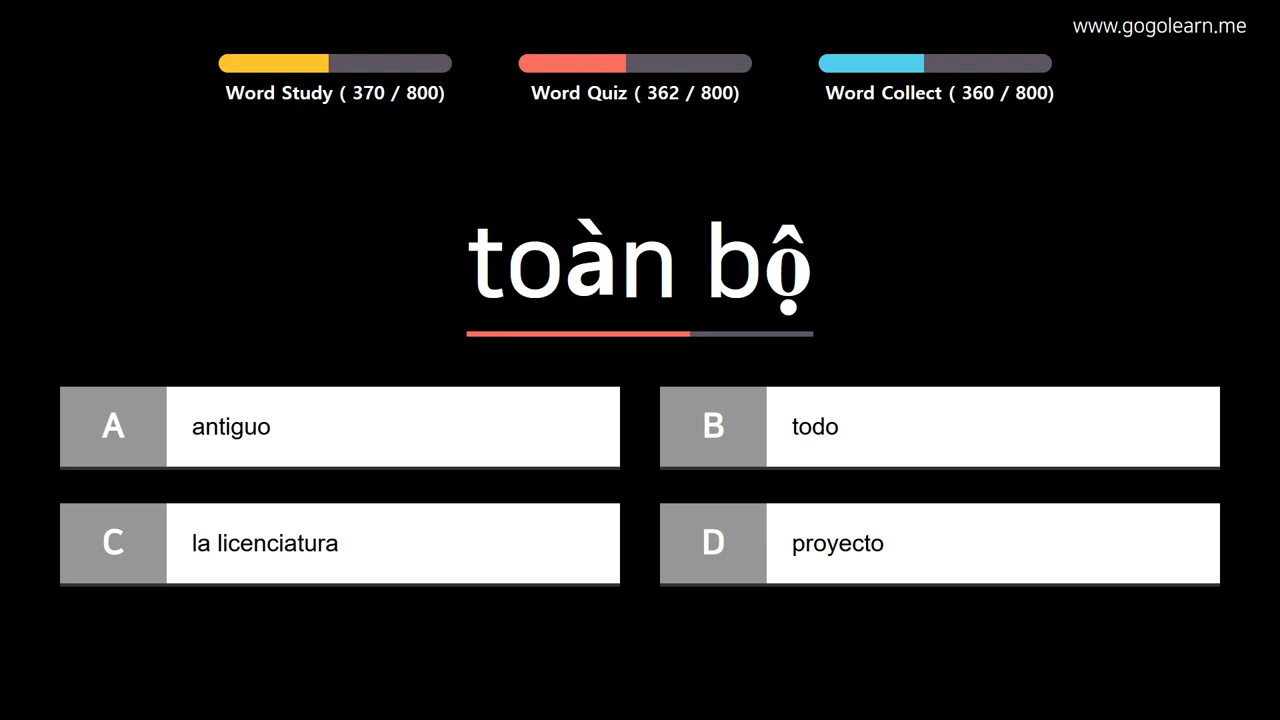 www.gogolearn.me
Word Study ( 370 / 800)
Word Quiz ( 362 / 800)
Word Collect ( 360 / 800)
toàn bộ
A antiguo
B todo
C la licenciatura
D proyecto